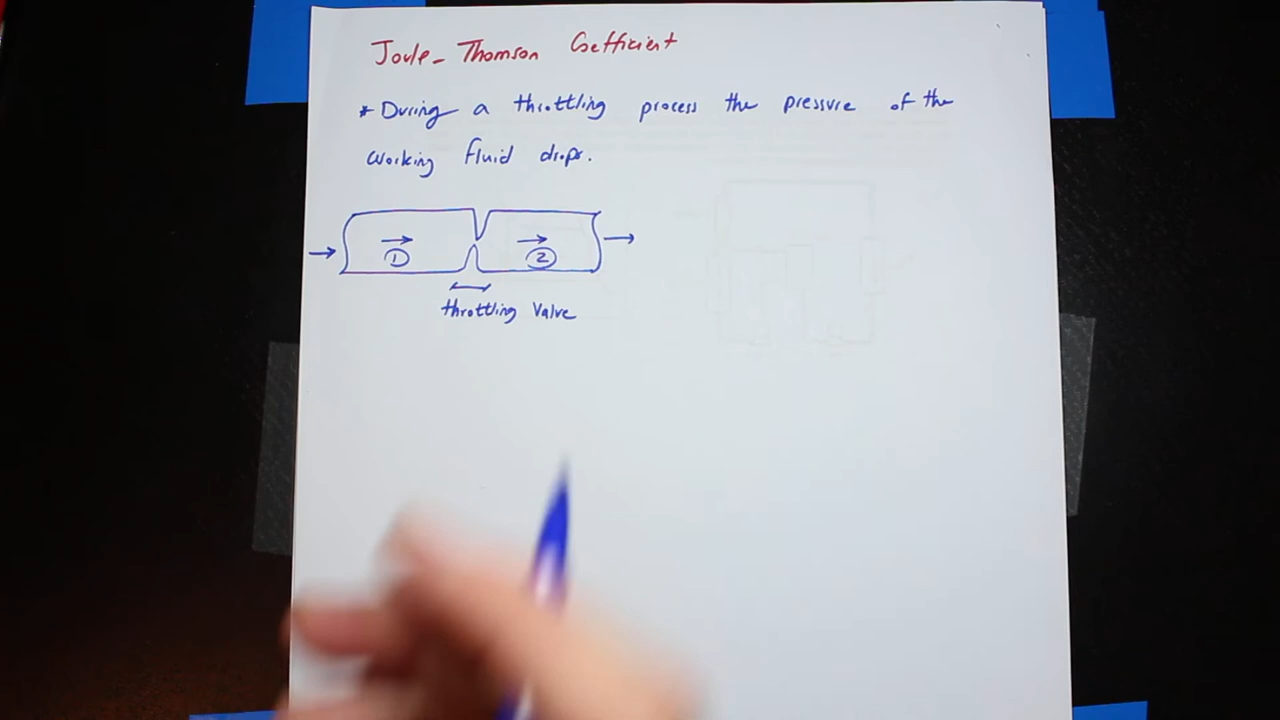 Joule-Thomson Coefficient
* During a throttling process the pressure of the
working fluid drops.
→ → ① → ② →
throttling valve